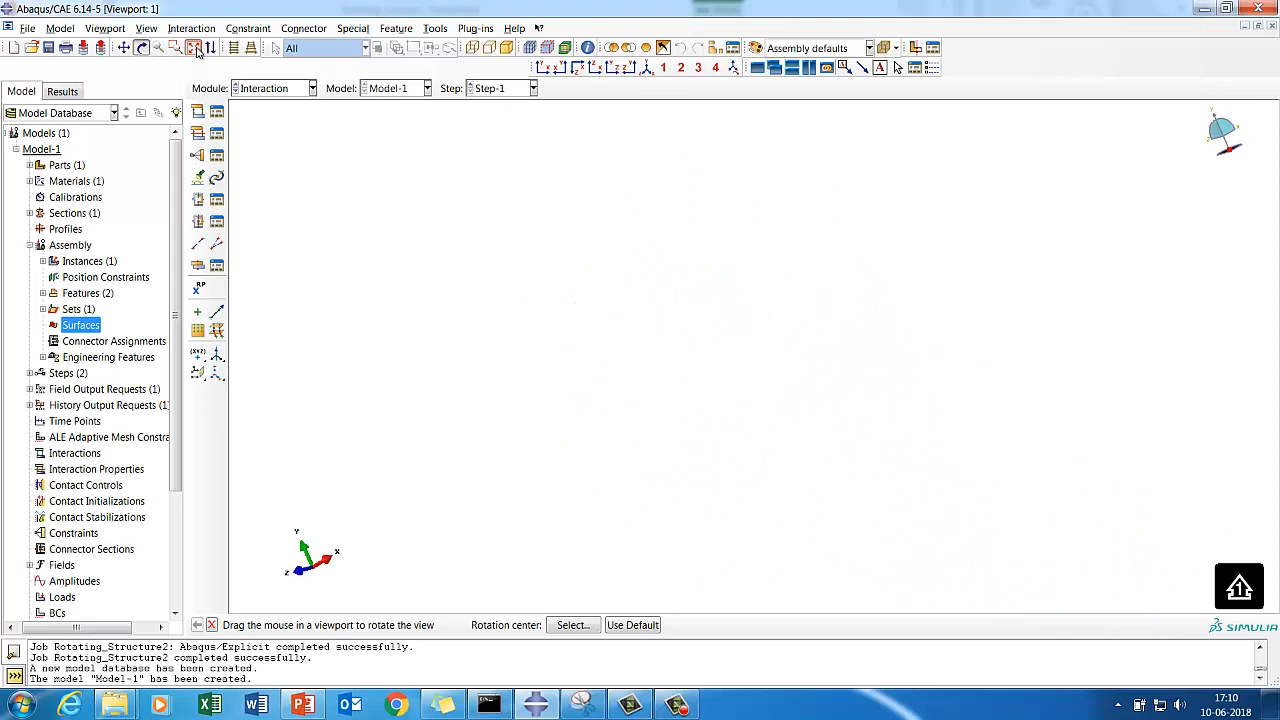 Abaqus/CAE 6.14-5 [Viewport: 1]
File Model Viewport View Interaction Constraint Connector Special Feature Tools Plug-ins Help
All
Assembly defaults
1 2 3 4 A
Model Results
Module: Interaction Model: Model-1 Step: Step-1
Model Database
Models (1)
Model-1
Parts (1)
Materials (1)
Calibrations
Sections (1)
Profiles
Assembly
Instances (1)
Position Constraints
Features (2)
Sets (1)
Surfaces
Connector Assignments
Engineering Features
Steps (2)
Field Output Requests (1)
History Output Requests (1)
Time Points
ALE Adaptive Mesh Constra
Interactions
Interaction Properties
Contact Controls
Contact Initializations
Contact Stabilizations
Constraints
Connector Sections
Fields
Amplitudes
Loads
BCs
RP
(XYZ)
Y
X
Z
1
Drag the mouse in a viewport to rotate the view Rotation center: Select... Use Default
SIMULIA
Job Rotating_Structure2: Abaqus/Explicit completed successfully.
Job Rotating_Structure2 completed successfully.
A new model database has been created.
The model "Model-1" has been created.
>>>
17:10
10-06-2018